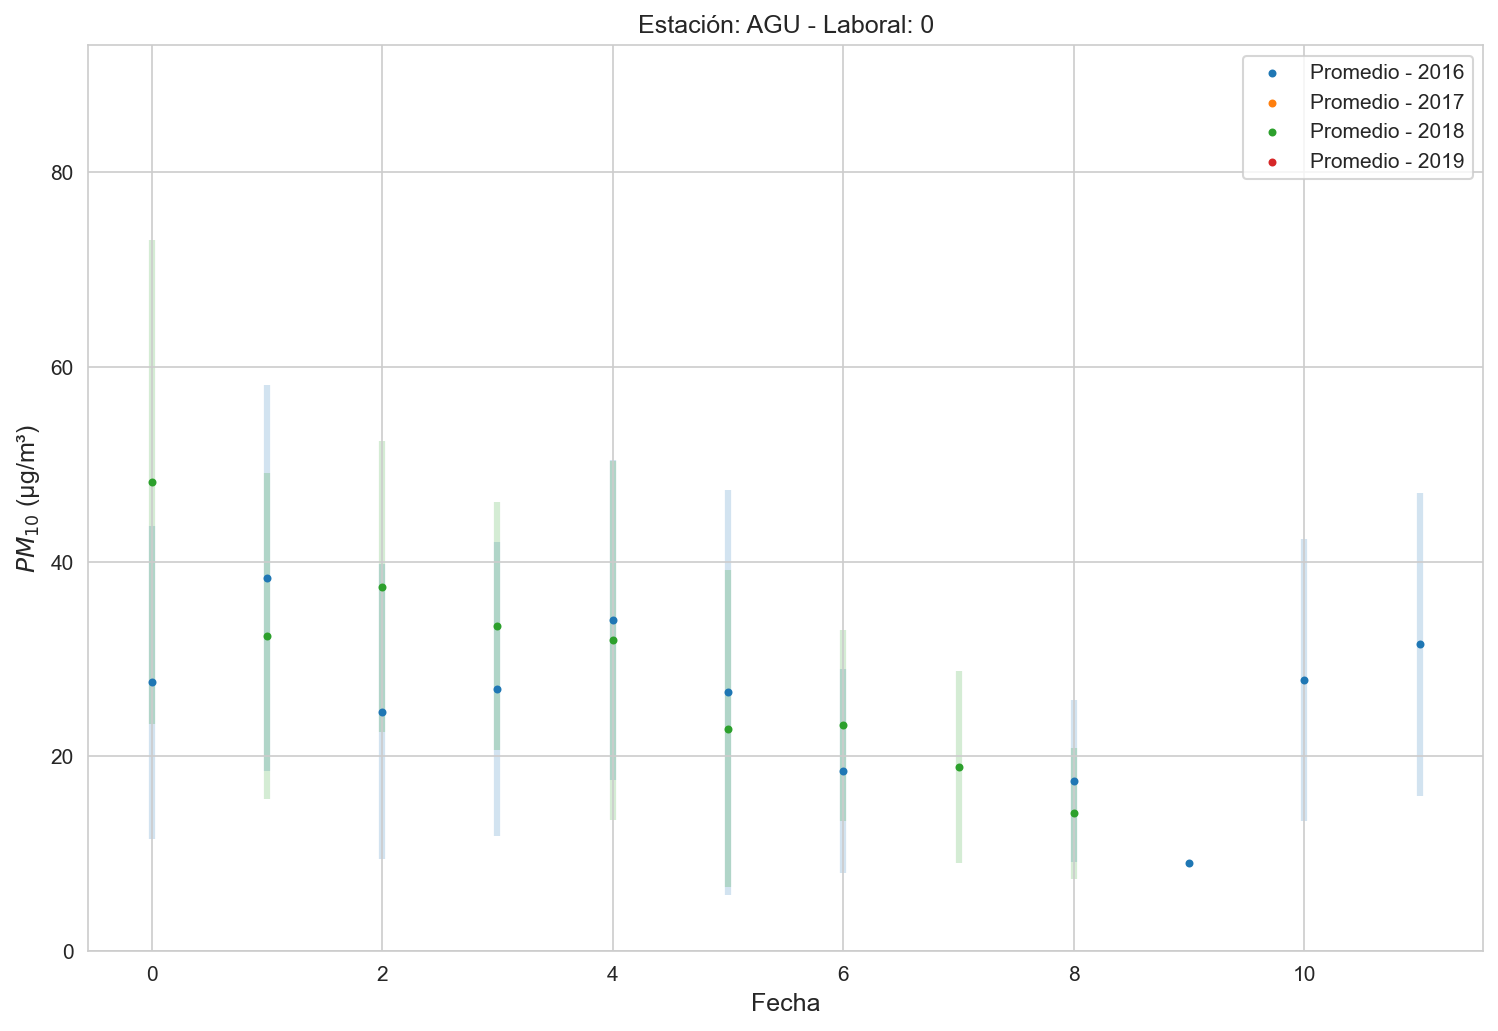 Estación: AGU - Laboral: 0
Promedio - 2016
Promedio - 2017
Promedio - 2018
Promedio - 2019
80
60
40
20
0
PM₁₀ (µg/m³)
0 2 4 6 8 10
Fecha